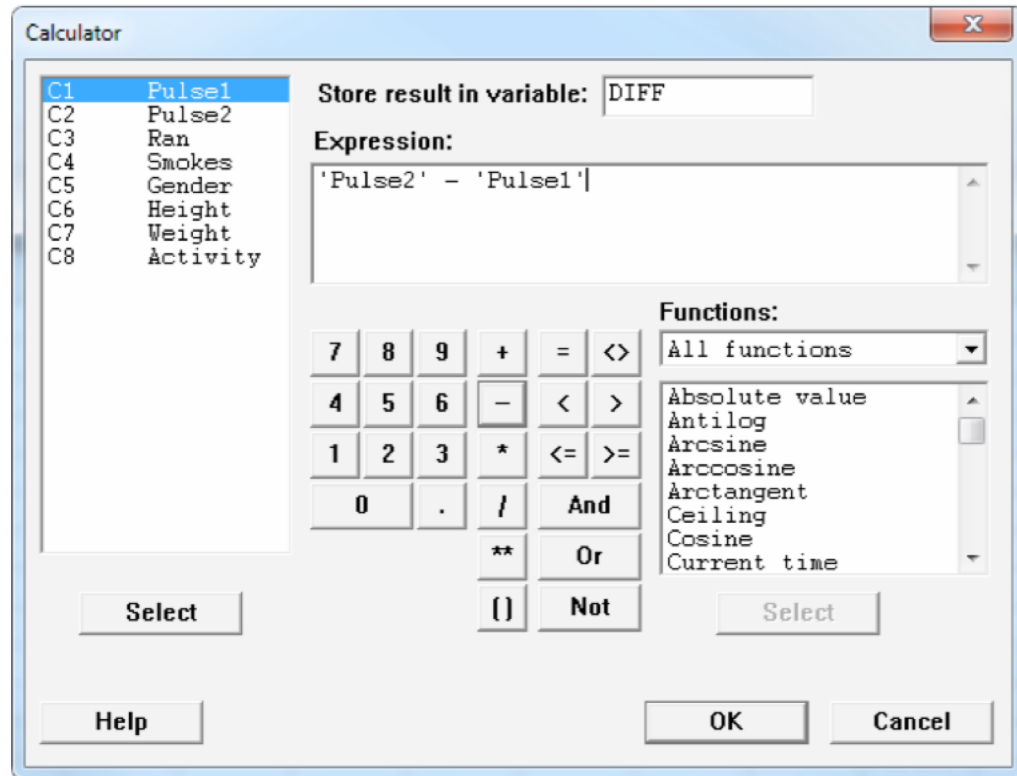 Calculator
C1 Pulse1
C2 Pulse2
C3 Ran
C4 Smokes
C5 Gender
C6 Height
C7 Weight
C8 Activity
Select
Store result in variable: DIFF
Expression:
'Pulse2' - 'Pulse1'
7 8 9 + = <>
4 5 6 - < >
1 2 3 * <= >=
0 . / And
** Or
() Not
Functions:
All functions
Absolute value
Antilog
Arcsine
Arccosine
Arctangent
Ceiling
Cosine
Current time
Select
Help
OK Cancel